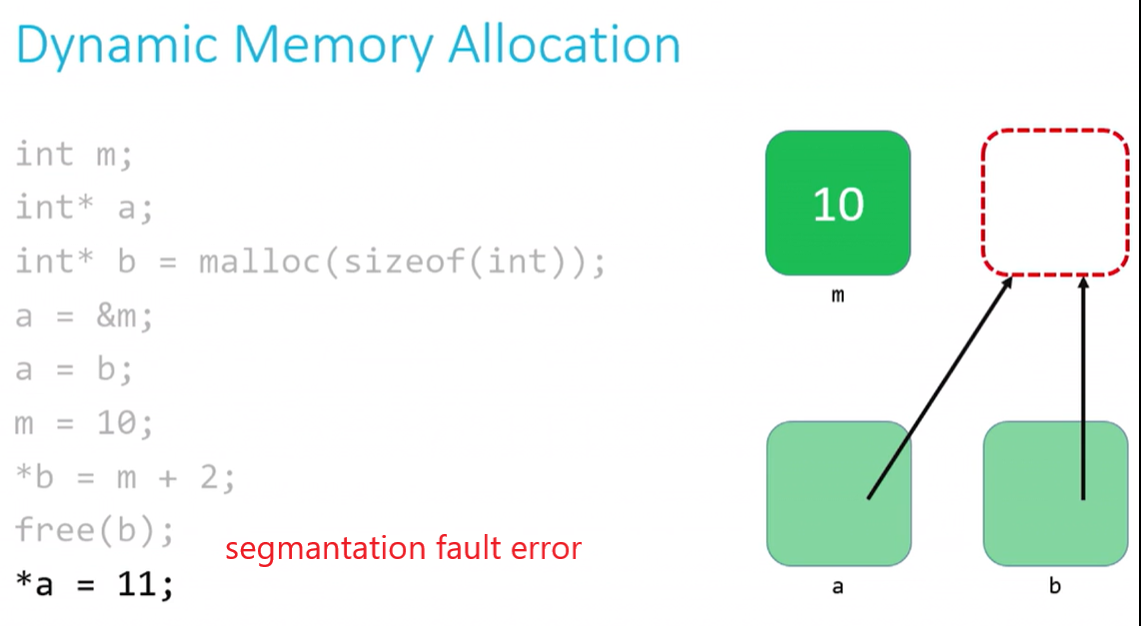 Dynamic Memory Allocation
int m;
int* a;
int* b = malloc(sizeof(int));
a = &m;
a = b;
m = 10;
*b = m + 2;
free(b);
segmantation fault error
*a = 11;
10
m
a
b